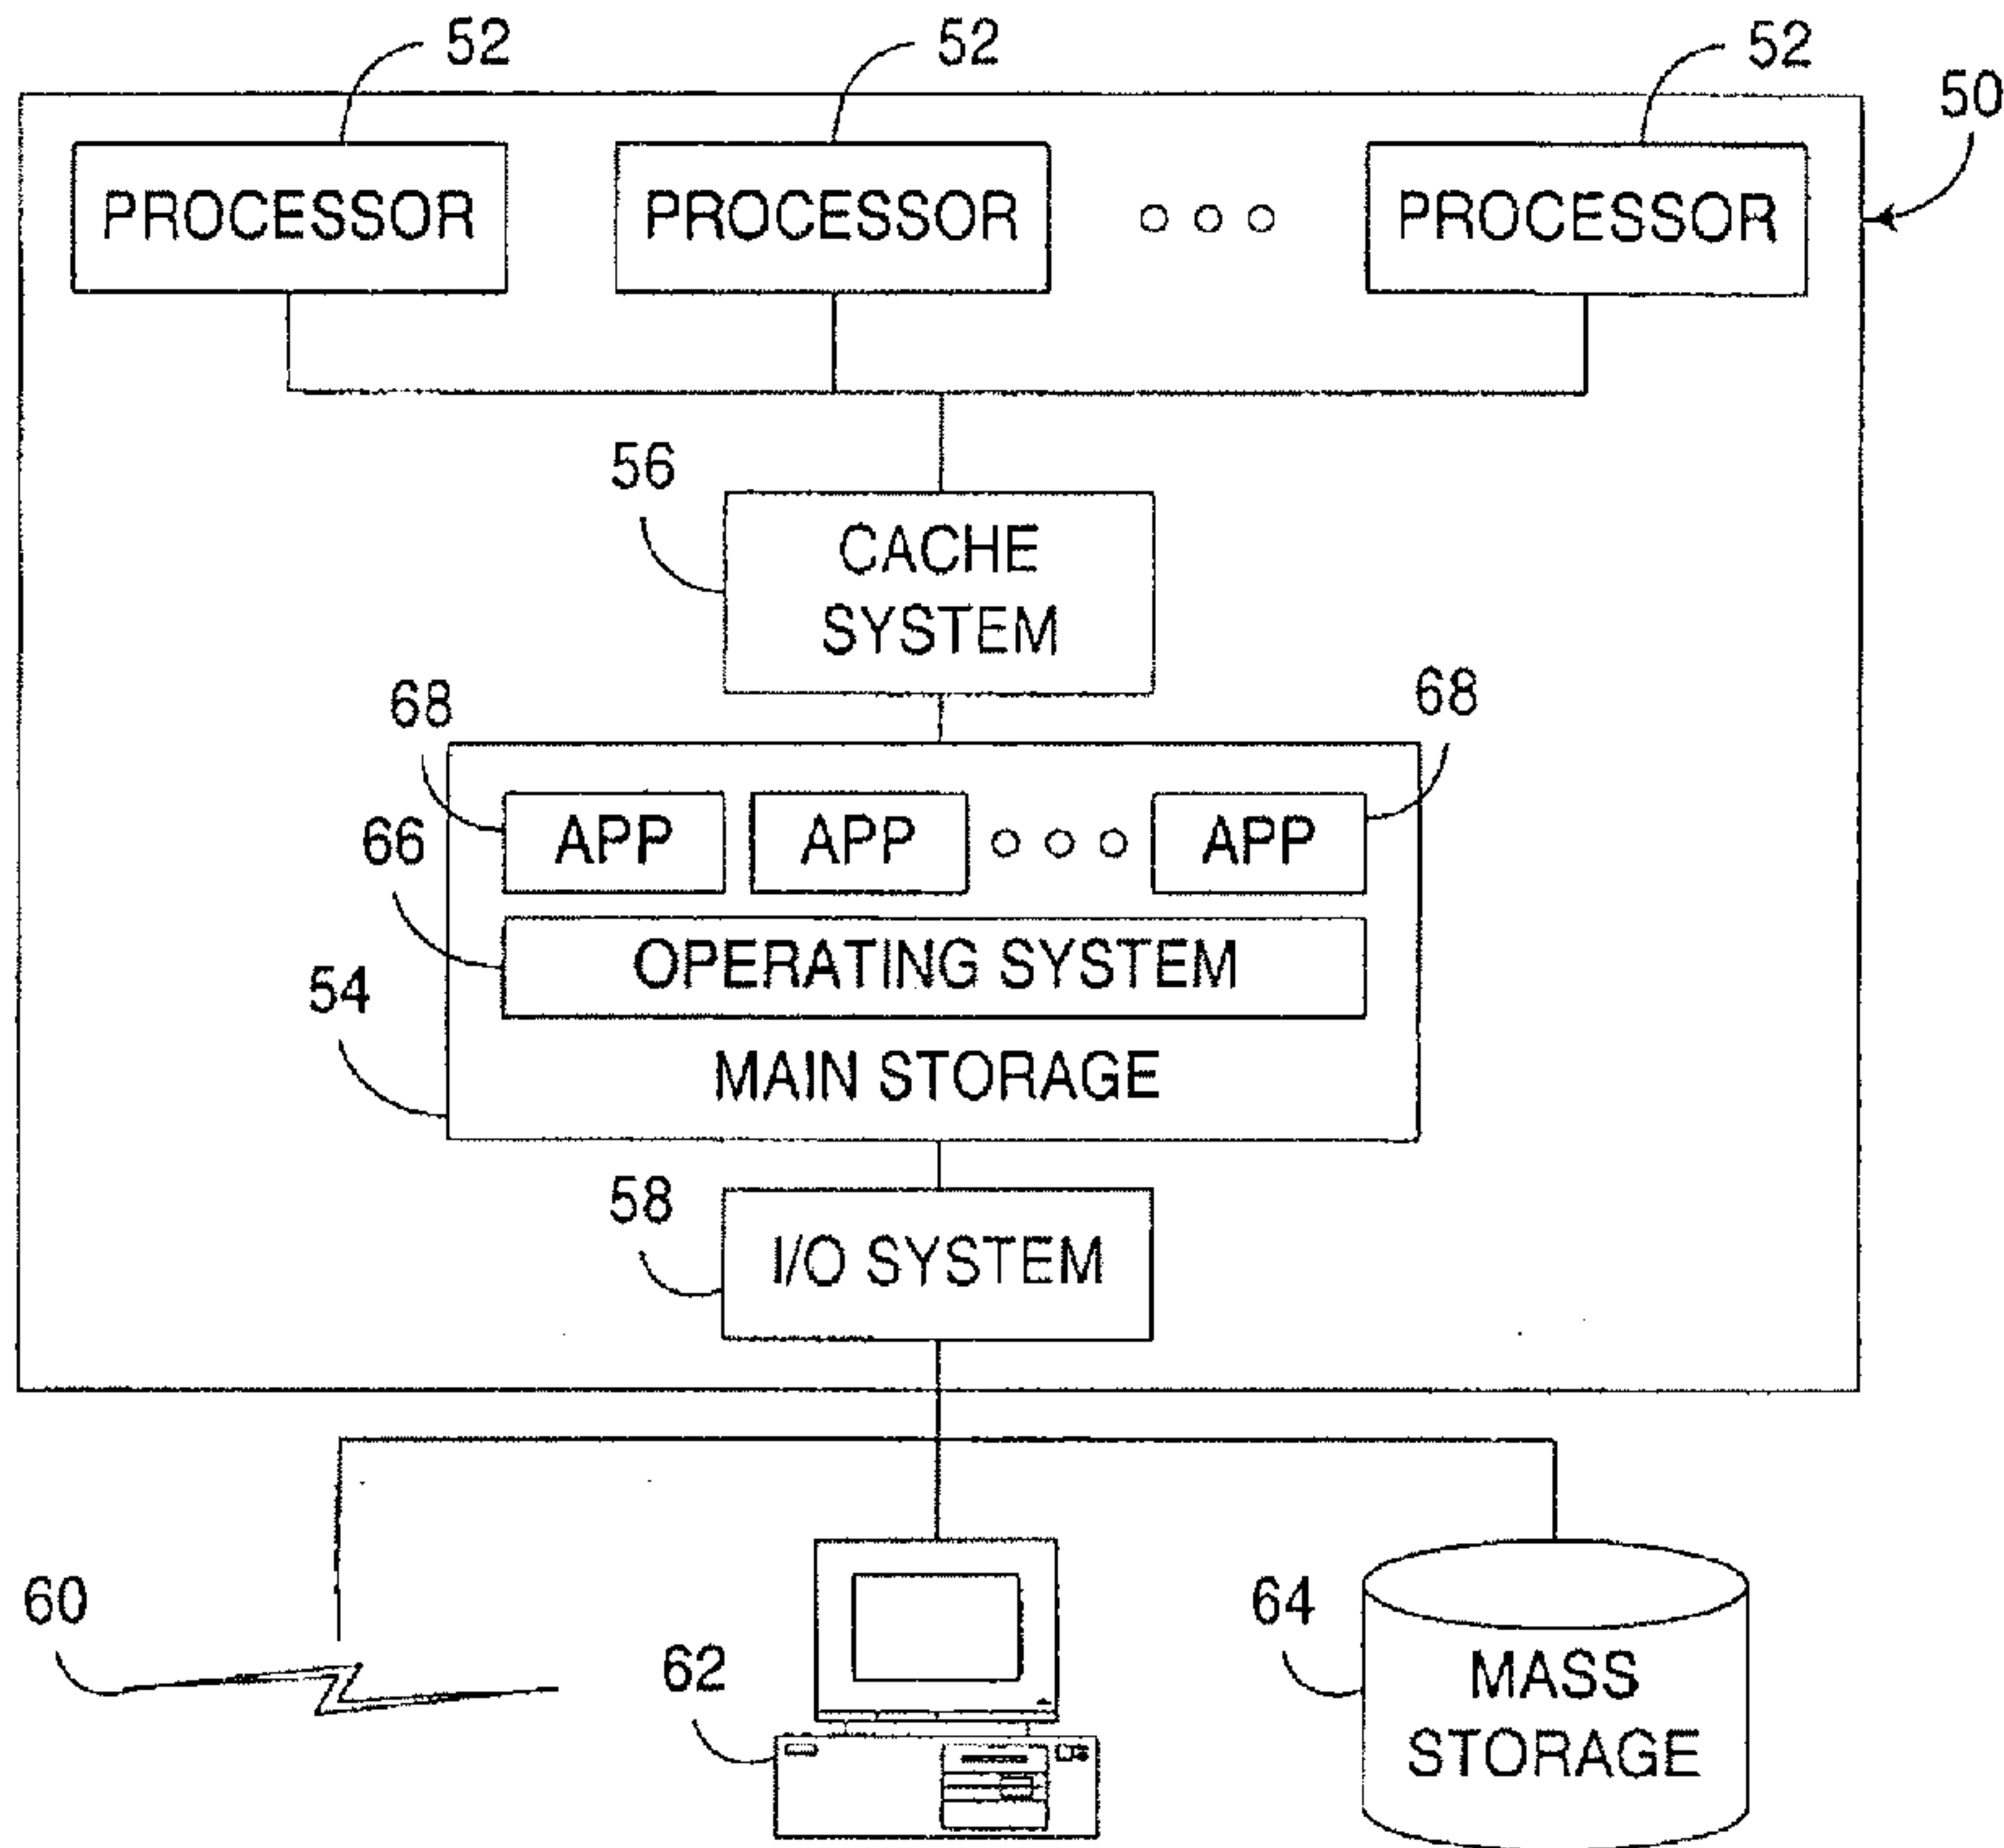 52
52
52
50
PROCESSOR
PROCESSOR
PROCESSOR
56
CACHE
SYSTEM
68
68
APP
APP
APP
66
OPERATING SYSTEM
54
MAIN STORAGE
58
I/O SYSTEM
60
62
64
MASS
STORAGE